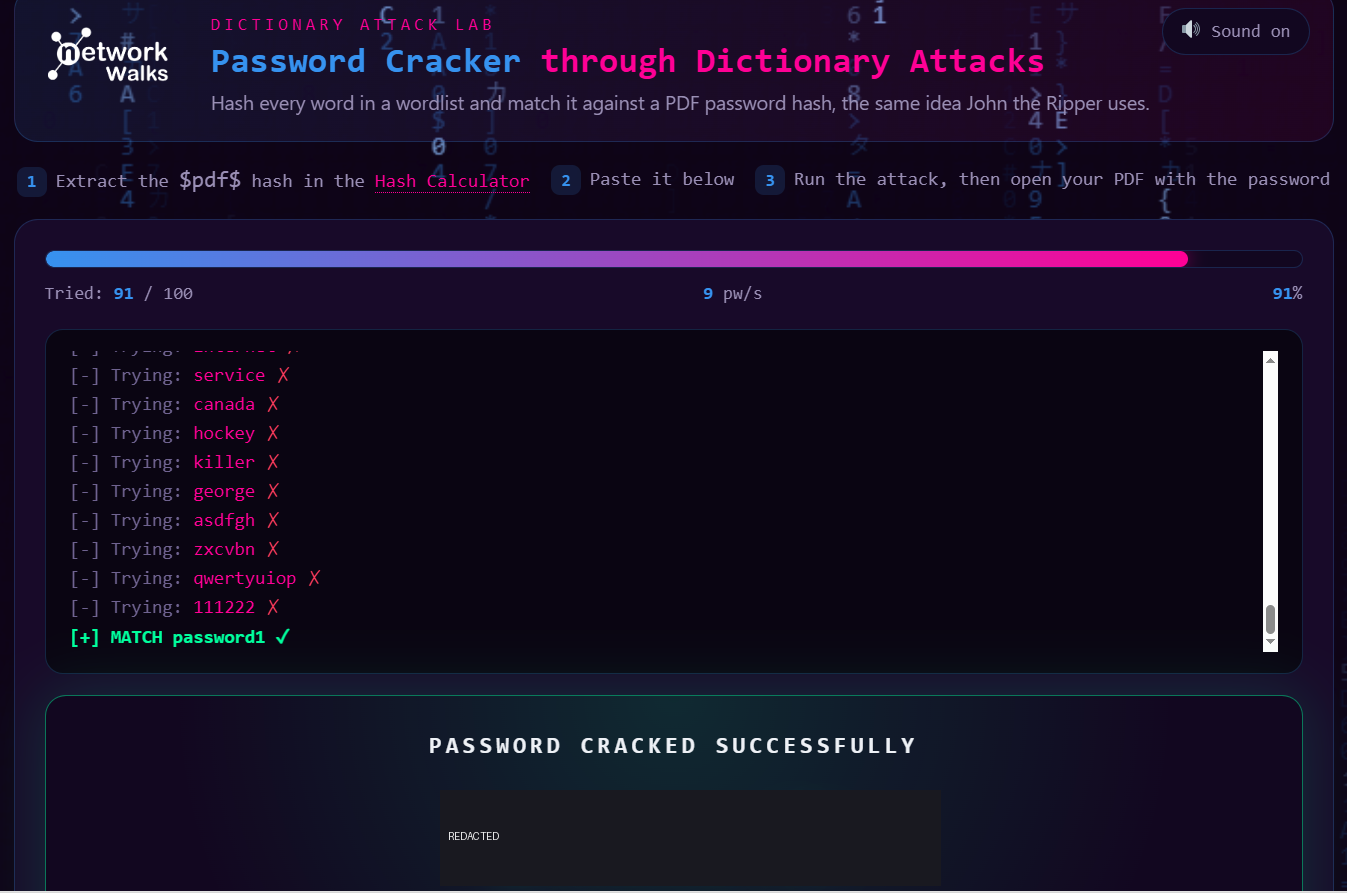 DICTIONARY ATTACK LAB
Sound on
network
Walks
Password Cracker through Dictionary Attacks
Hash every word in a wordlist and match it against a PDF password hash, the same idea John the Ripper uses.
1 Extract the $pdf$ hash in the Hash Calculator 2 Paste it below 3 Run the attack, then open your PDF with the password
Tried: 91 / 100 9 pw/s 91%
[-] Trying: service ✗
[-] Trying: canada ✗
[-] Trying: hockey ✗
[-] Trying: killer ✗
[-] Trying: george ✗
[-] Trying: asdfgh ✗
[-] Trying: zxcvbn ✗
[-] Trying: qwertyuiop ✗
[-] Trying: 111222 ✗
[+] MATCH password1 ✓
PASSWORD CRACKED SUCCESSFULLY
REDACTED